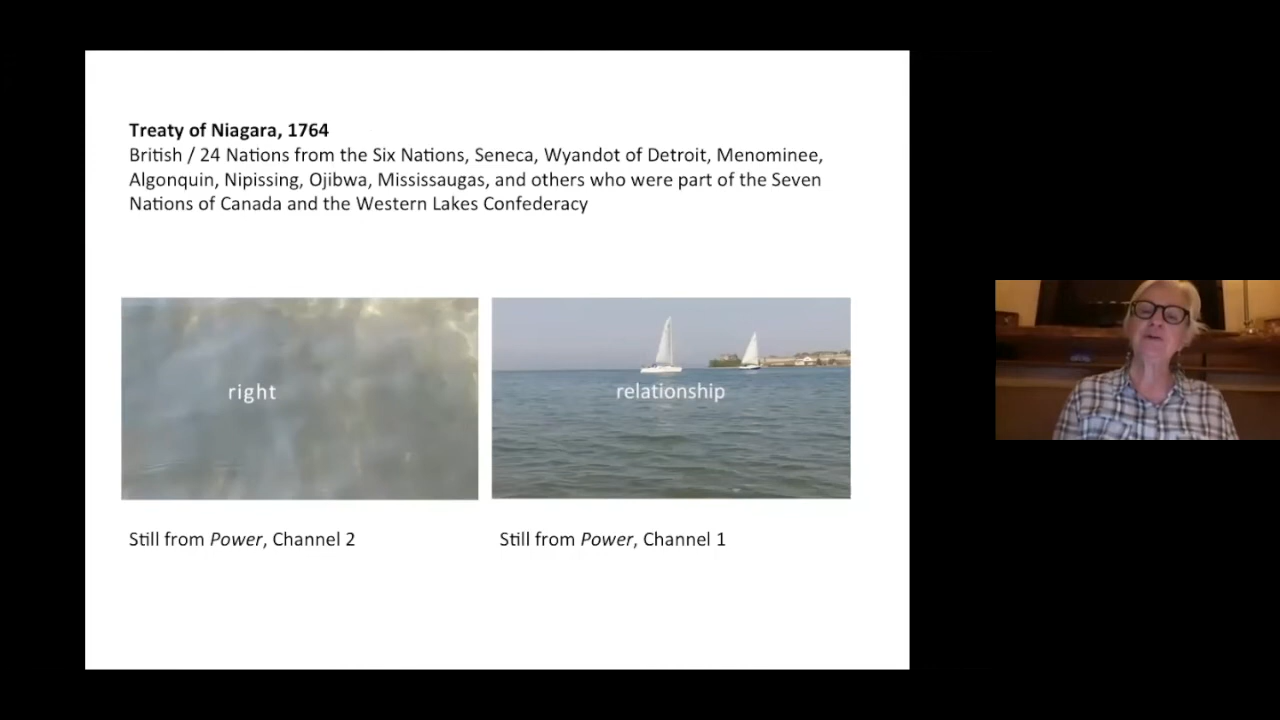 Treaty of Niagara, 1764
British / 24 Nations from the Six Nations, Seneca, Wyandot of Detroit, Menominee,
Algonquin, Nipissing, Ojibwa, Mississaugas, and others who were part of the Seven
Nations of Canada and the Western Lakes Confederacy
right
relationship
Still from Power, Channel 2
Still from Power, Channel 1